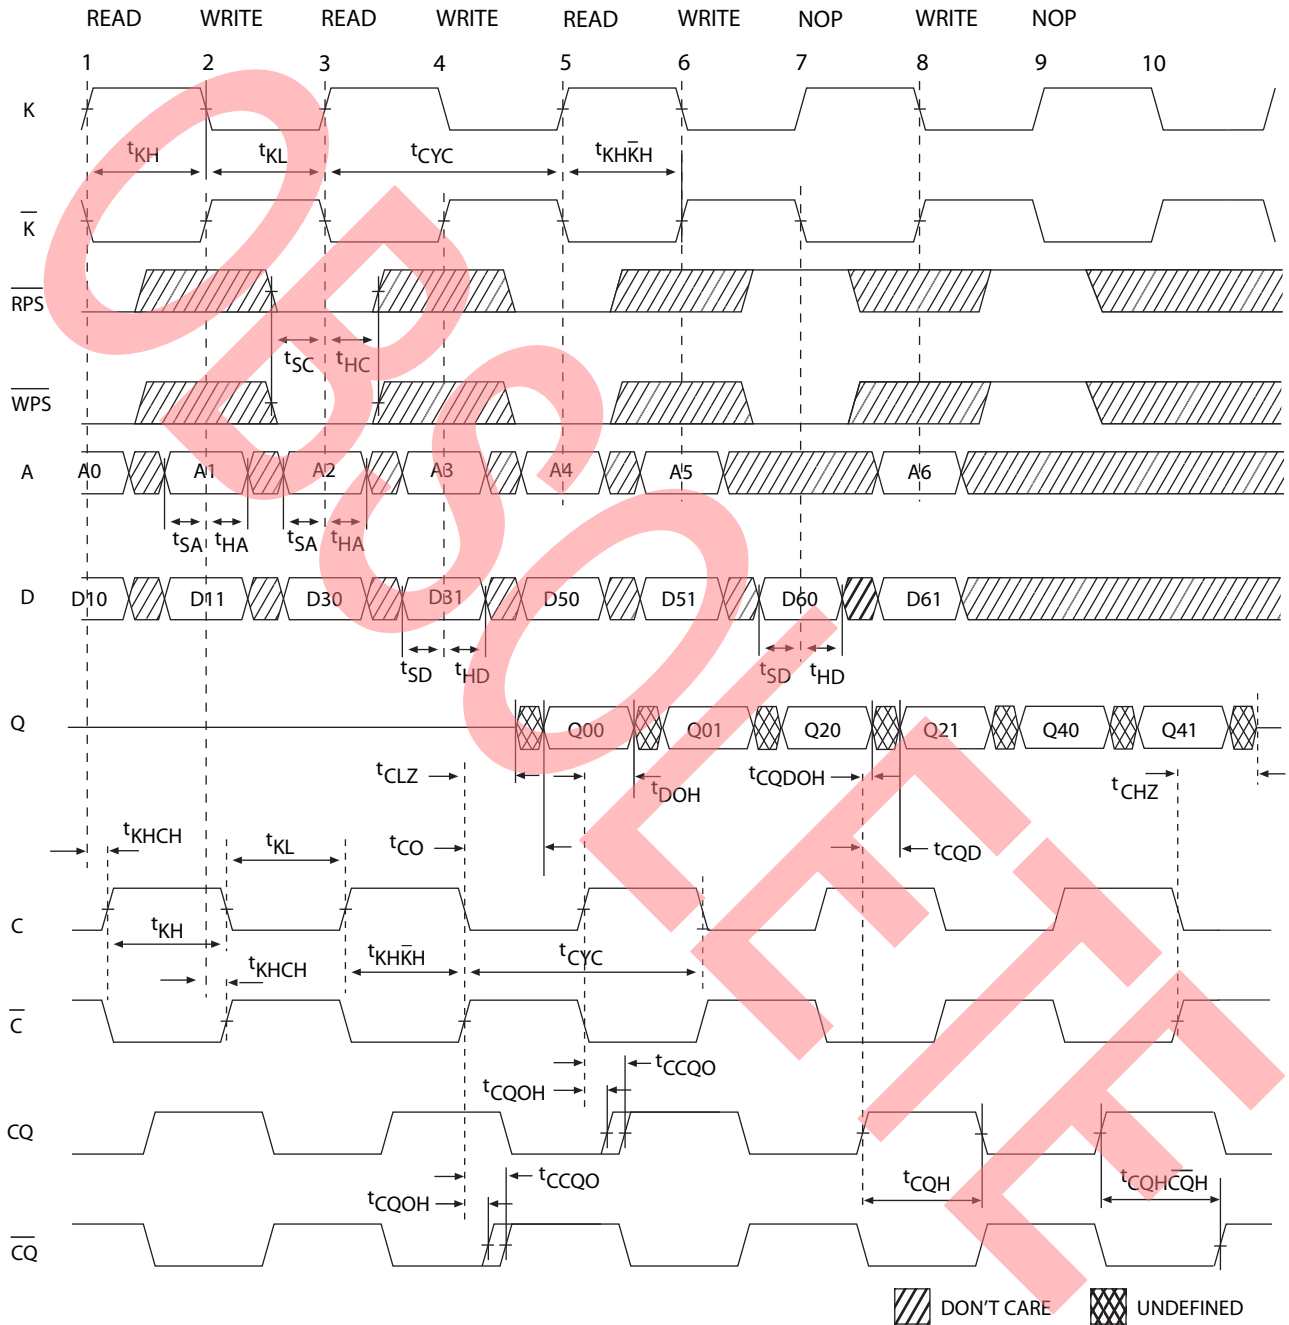 READ WRITE READ WRITE READ WRITE NOP WRITE NOP
1 2 3 4 5 6 7 8 9 10
K
tKH tKL tCYC tKHK̅H
K̅
R̅P̅S̅
tSC tHC
W̅P̅S̅
A A0 A1 A2 A3 A4 A5 A6
tSA tHA tSA tHA
D D10 D11 D30 D31 D50 D51 D60 D61
tSD tHD tSD tHD
Q Q00 Q01 Q20 Q21 Q40 Q41
tCLZ tDOH tCQDOH tCHZ
tKHCH tKL tCO tCQD
C
tKH tKHCH tKHK̅H tCYC
C̅
tCCQO
tCQOH
CQ
tCCQO tCQH tCQHC̅Q̅H
tCQOH
C̅Q̅
DON'T CARE UNDEFINED
OBSOLETE